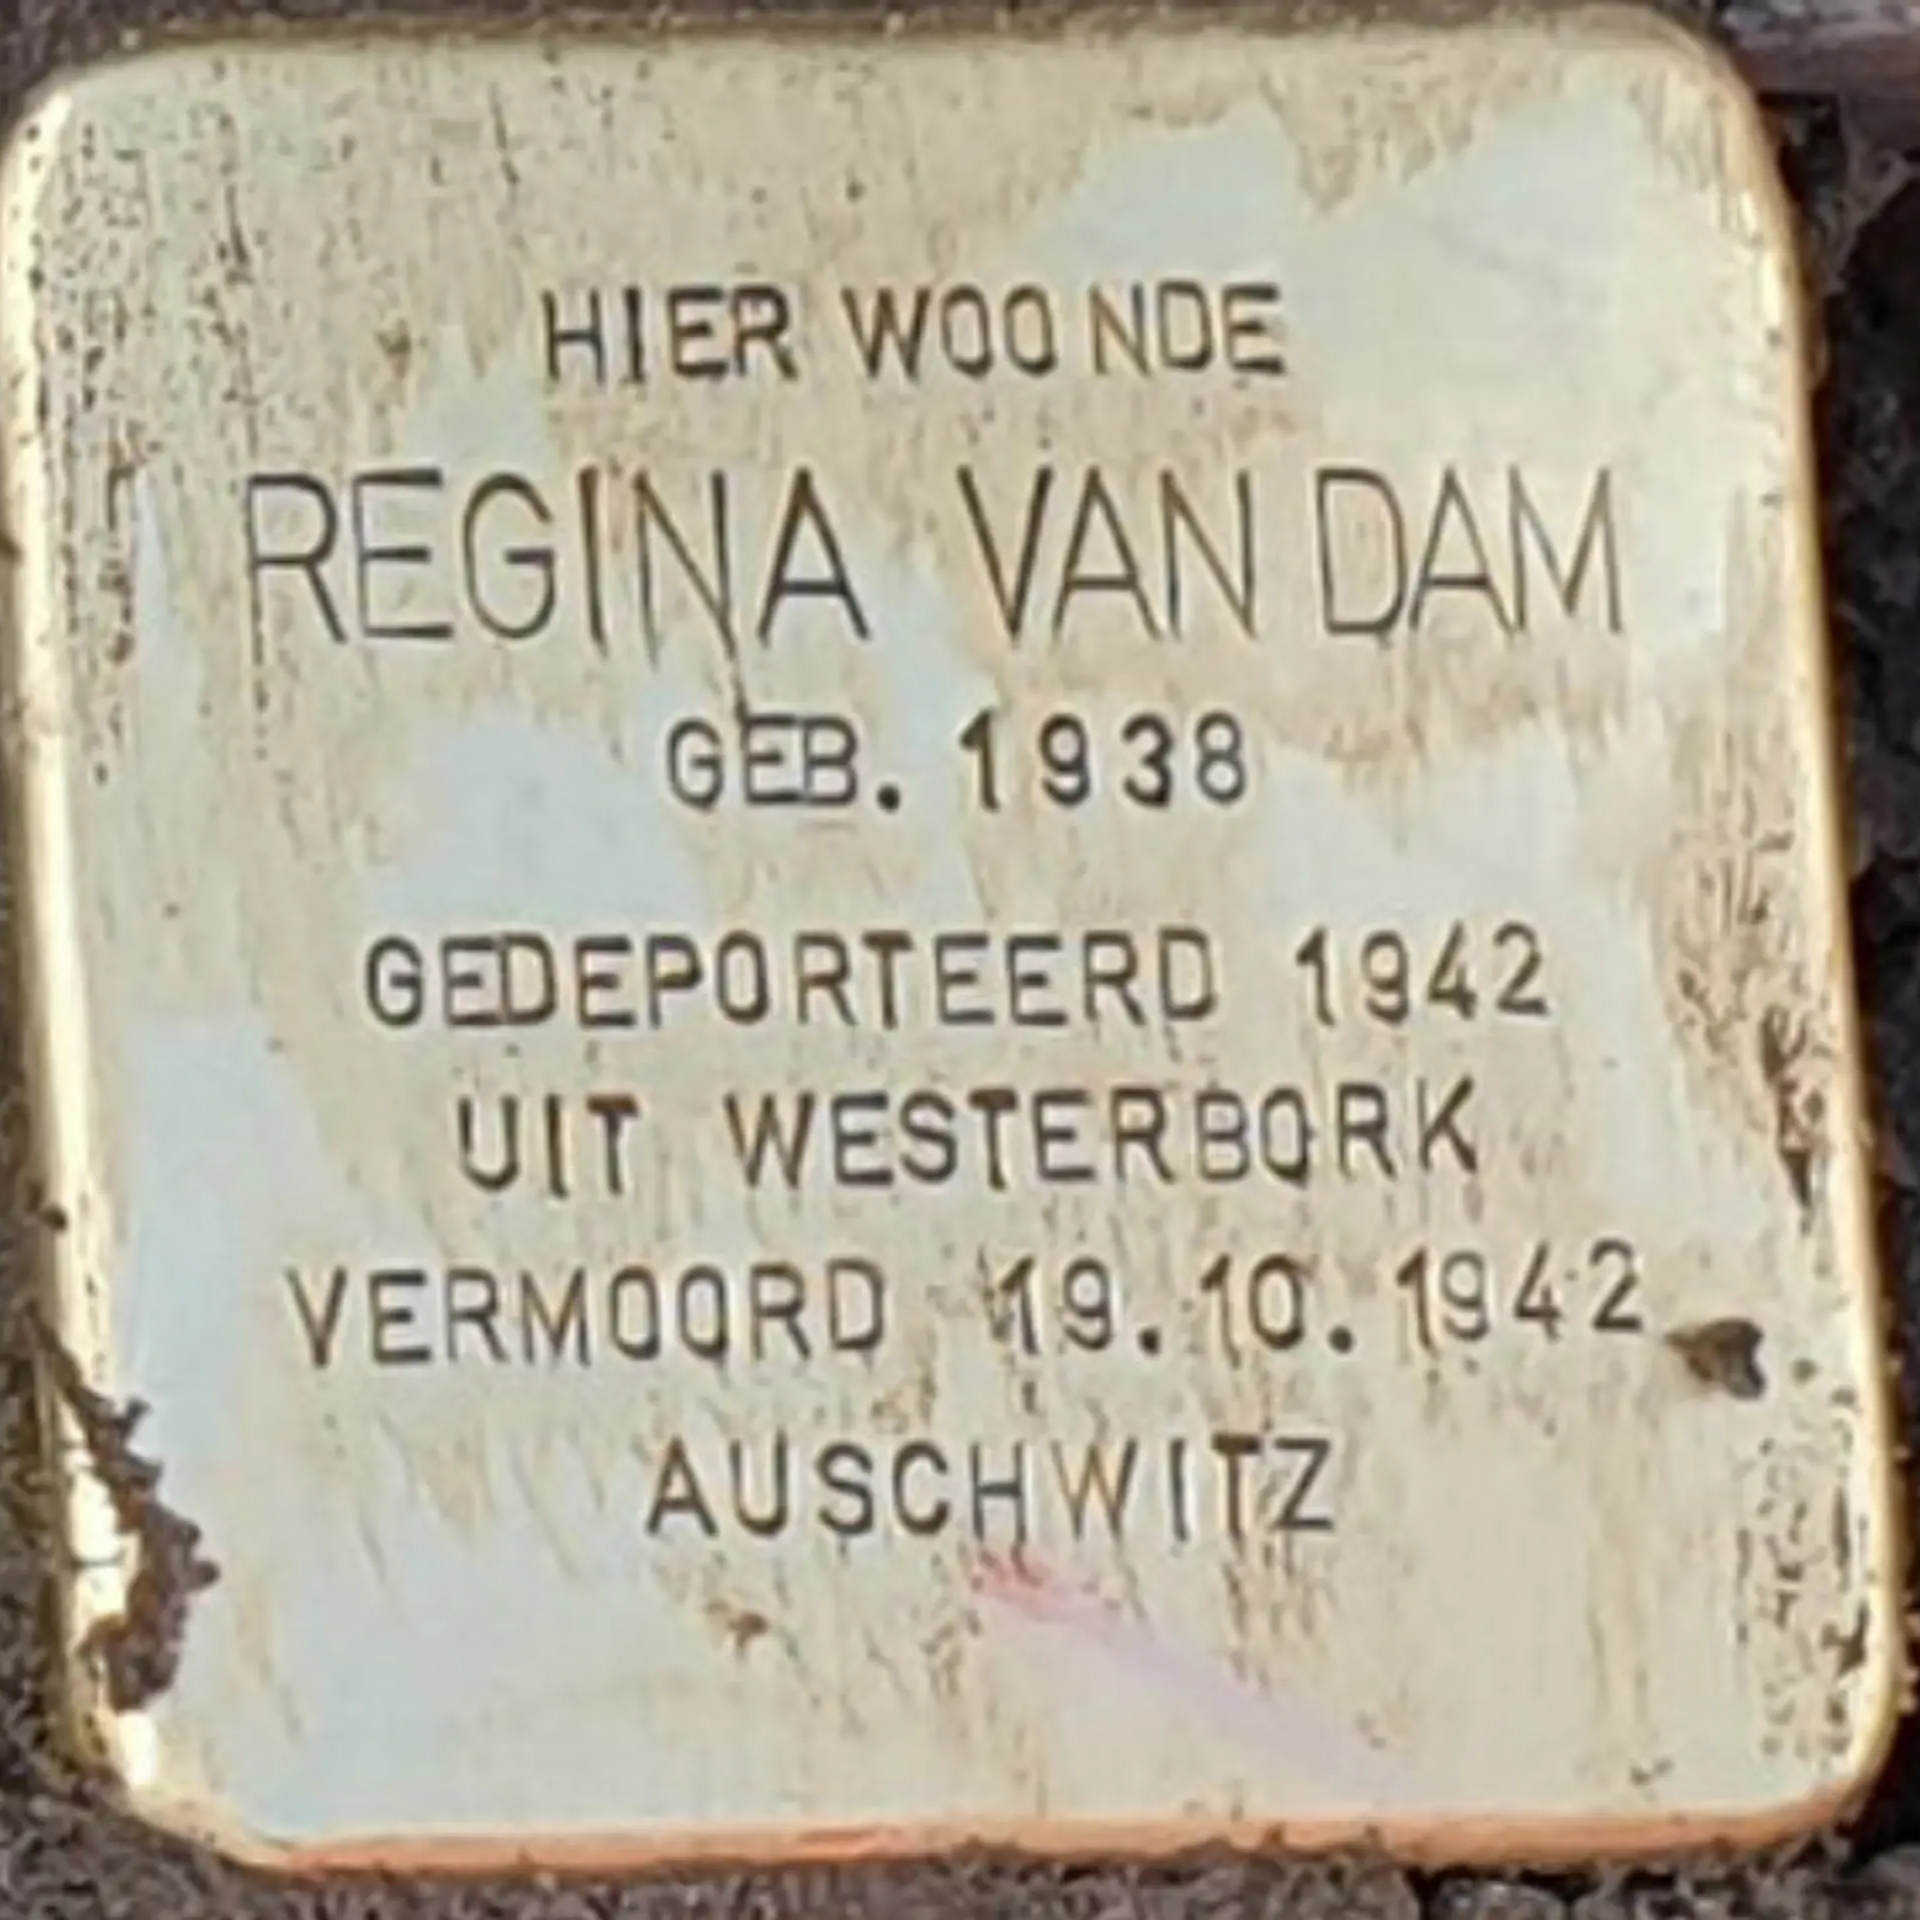 HIER WOONDE
REGINA VAN DAM
GEB. 1938
GEDEPORTEERD 1942
UIT WESTERBORK
VERMOORD 19.10.1942
AUSCHWITZ